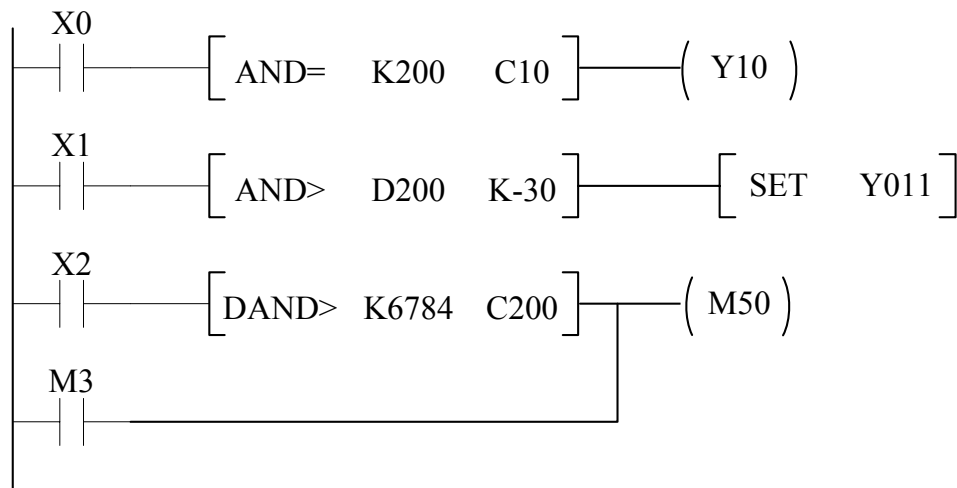 X0
AND= K200 C10 Y10
X1
AND> D200 K-30 SET Y011
X2
DAND> K6784 C200 M50
M3